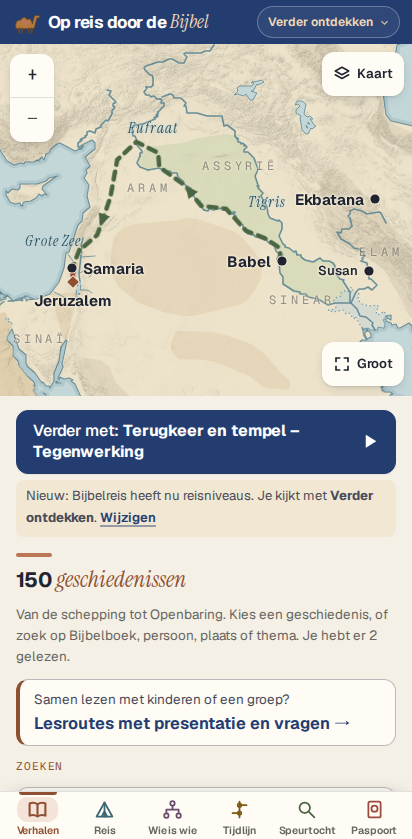 Op reis door de Bijbel
Verder ontdekken
+
Kaart
−
Eufraat
ASSYRIË
ARAM
Tigris
Ekbatana
Grote Zee
ELAM
Samaria
Babel
Susan
SINEAR
Jeruzalem
SINAÏ
Groot
Verder met: Terugkeer en tempel –
Tegenwerking
Nieuw: Bijbelreis heeft nu reisniveaus. Je kijkt met Verder
ontdekken. Wijzigen
150 geschiedenissen
Van de schepping tot Openbaring. Kies een geschiedenis, of
zoek op Bijbelboek, persoon, plaats of thema. Je hebt er 2
gelezen.
Samen lezen met kinderen of een groep?
Lesroutes met presentatie en vragen →
ZOEKEN
Verhalen
Reis
Wie is wie
Tijdlijn
Speurtocht
Paspoort